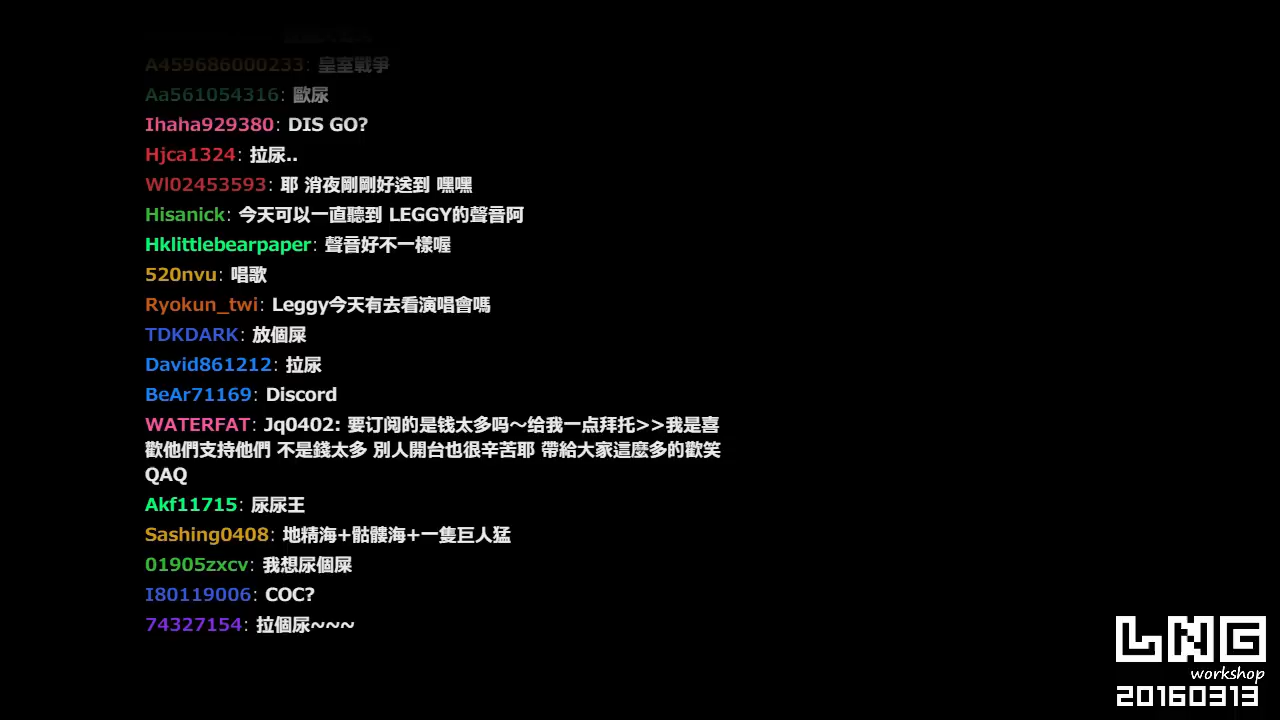 A459686000233: 皇室戰爭
Aa561054316: 歐尿
Ihaha929380: DIS GO?
Hjca1324: 拉尿..
Wl02453593: 耶 消夜剛剛好送到 嘿嘿
Hisanick: 今天可以一直聽到 LEGGY的聲音阿
Hklittlebearpaper: 聲音好不一樣喔
520nvu: 唱歌
Ryokun_twi: Leggy今天有去看演唱會嗎
TDKDARK: 放個屎
David861212: 拉尿
BeAr71169: Discord
WATERFAT: Jq0402: 要订阅的是钱太多吗～给我一点拜托>>我是喜
歡他們支持他們 不是錢太多 別人開台也很辛苦耶 帶給大家這麼多的歡笑
QAQ
Akf11715: 尿尿王
Sashing0408: 地精海+骷髏海+一隻巨人猛
01905zxcv: 我想尿個屎
I80119006: COC?
74327154: 拉個尿~~~
LNG
workshop
20160313